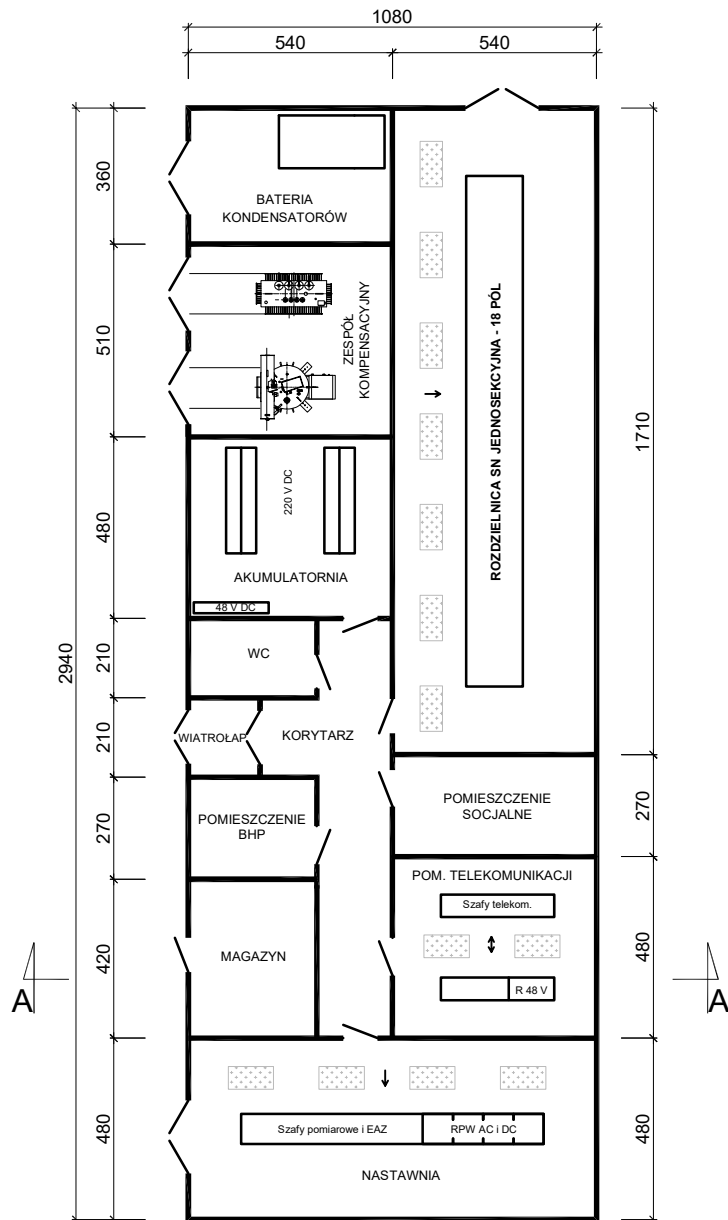 1080
540
540
360
BATERIA
KONDENSATORÓW
510
ZESPÓŁ
KOMPENSACYJNY
ROZDZIELNICA SN JEDNOSEKCYJNA - 18 PÓL
1710
480
220 V DC
AKUMULATORNIA
48 V DC
2940
210
WC
210
WIATROŁAP
KORYTARZ
270
POMIESZCZENIE
BHP
POMIESZCZENIE
SOCJALNE
270
POM. TELEKOMUNIKACJI
Szafy telekom.
420
MAGAZYN
480
R 48 V
A
A
480
Szafy pomiarowe i EAZ
RPW AC i DC
480
NASTAWNIA